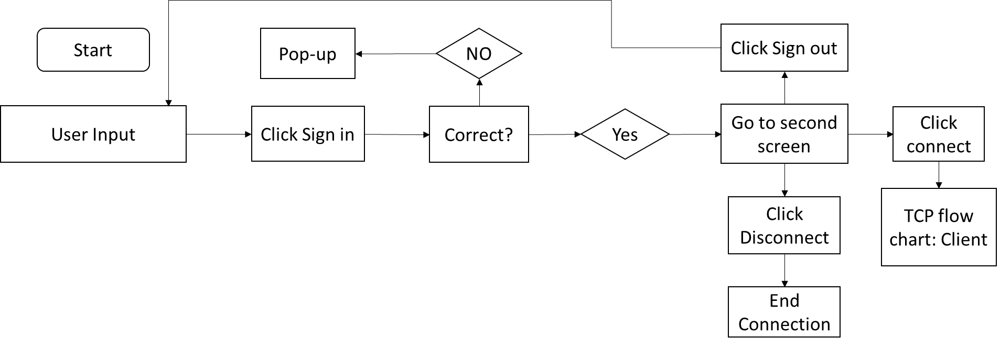 Start
Pop-up
NO
Click Sign out
User Input
Click Sign in
Correct?
Yes
Go to second
screen
Click
connect
Click
Disconnect
TCP flow
chart: Client
End
Connection